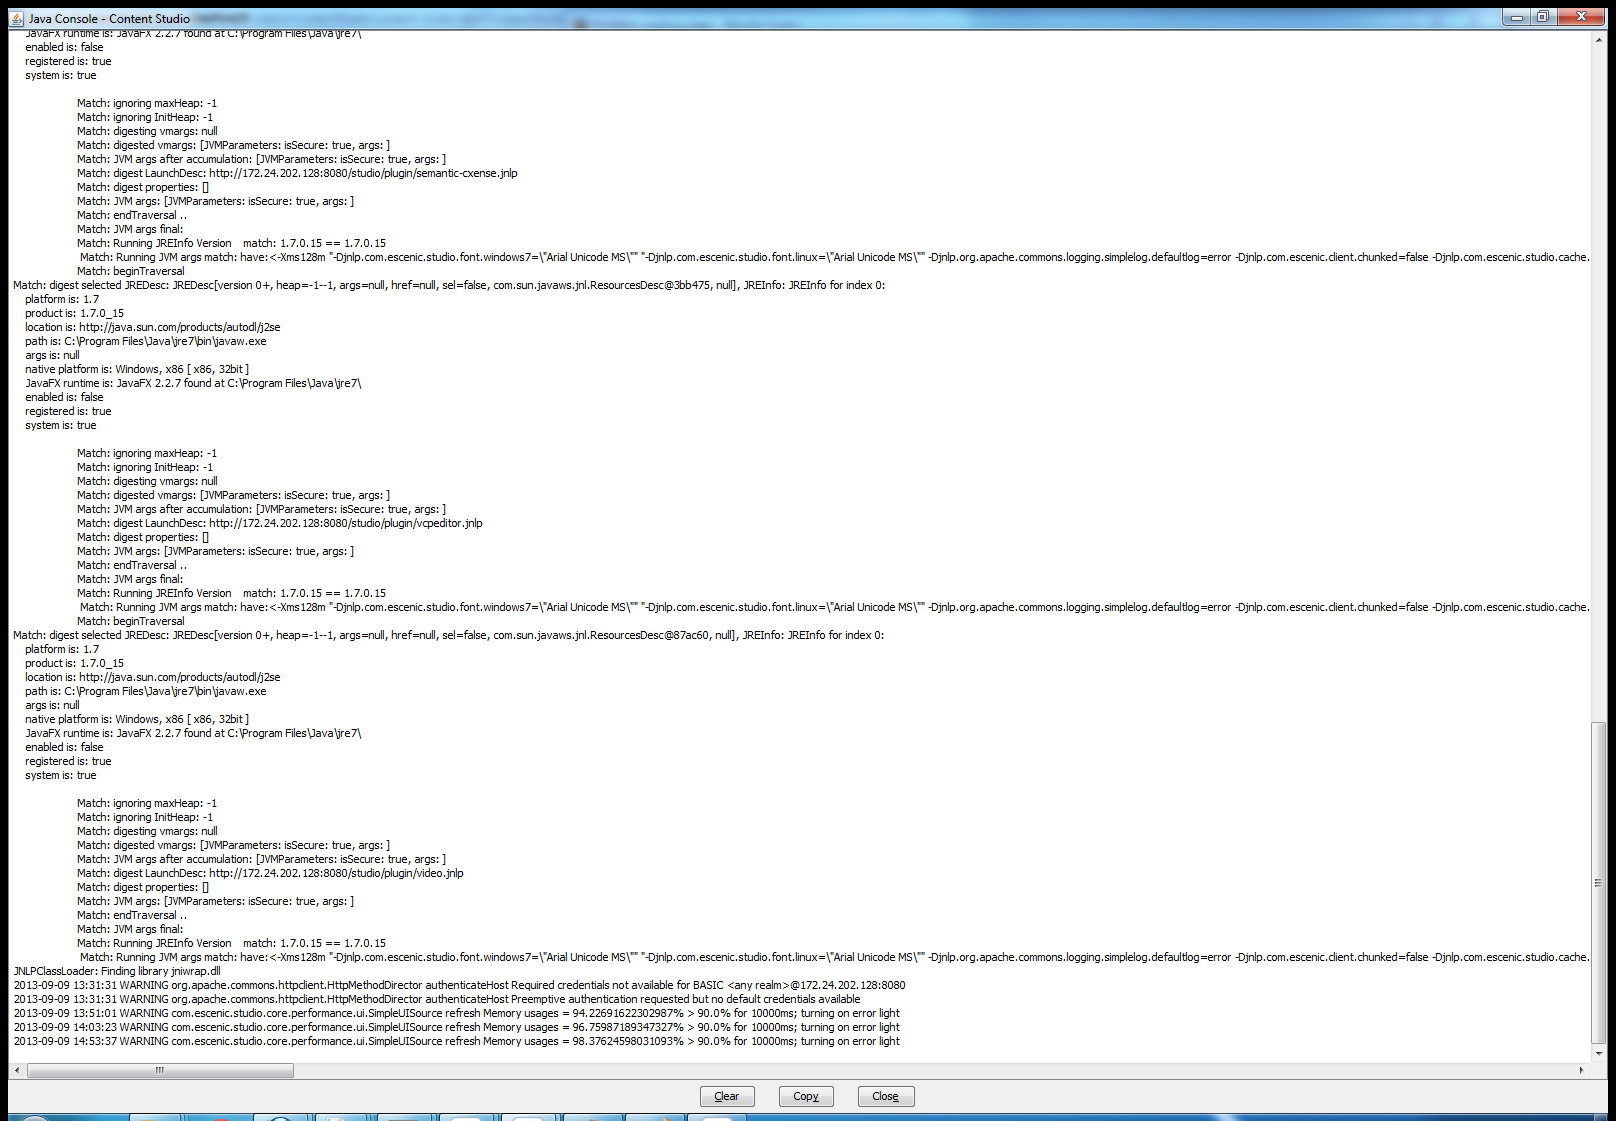 Java Console - Content Studio
JavaFX runtime is: JavaFX 2.2.7 found at C:\Program Files\Java\jre7\
enabled is: false
registered is: true
system is: true
Match: ignoring maxHeap: -1
Match: ignoring InitHeap: -1
Match: digesting vmargs: null
Match: digested vmargs: [JVMParameters: isSecure: true, args: ]
Match: JVM args after accumulation: [JVMParameters: isSecure: true, args: ]
Match: digest LaunchDesc: http://172.24.202.128:8080/studio/plugin/semantic-cxense.jnlp
Match: digest properties: []
Match: JVM args: [JVMParameters: isSecure: true, args: ]
Match: endTraversal ..
Match: JVM args final:
Match: Running JREInfo Version    match: 1.7.0.15 == 1.7.0.15
Match: Running JVM args match: have:<-Xms128m "-Djnlp.com.escenic.studio.font.windows7=\"Arial Unicode MS\"" "-Djnlp.com.escenic.studio.font.linux=\"Arial Unicode MS\"" -Djnlp.org.apache.commons.logging.simplelog.defaultlog=error -Djnlp.com.escenic.client.chunked=false -Djnlp.com.escenic.studio.cache.
Match: beginTraversal
Match: digest selected JREDesc: JREDesc[version 0+, heap=-1--1, args=null, href=null, sel=false, com.sun.javaws.jnl.ResourcesDesc@3bb475, null], JREInfo: JREInfo for index 0:
platform is: 1.7
product is: 1.7.0_15
location is: http://java.sun.com/products/autodl/j2se
path is: C:\Program Files\Java\jre7\bin\javaw.exe
args is: null
native platform is: Windows, x86 [ x86, 32bit ]
JavaFX runtime is: JavaFX 2.2.7 found at C:\Program Files\Java\jre7\
enabled is: false
registered is: true
system is: true
Match: ignoring maxHeap: -1
Match: ignoring InitHeap: -1
Match: digesting vmargs: null
Match: digested vmargs: [JVMParameters: isSecure: true, args: ]
Match: JVM args after accumulation: [JVMParameters: isSecure: true, args: ]
Match: digest LaunchDesc: http://172.24.202.128:8080/studio/plugin/vcpeditor.jnlp
Match: digest properties: []
Match: JVM args: [JVMParameters: isSecure: true, args: ]
Match: endTraversal ..
Match: JVM args final:
Match: Running JREInfo Version    match: 1.7.0.15 == 1.7.0.15
Match: Running JVM args match: have:<-Xms128m "-Djnlp.com.escenic.studio.font.windows7=\"Arial Unicode MS\"" "-Djnlp.com.escenic.studio.font.linux=\"Arial Unicode MS\"" -Djnlp.org.apache.commons.logging.simplelog.defaultlog=error -Djnlp.com.escenic.client.chunked=false -Djnlp.com.escenic.studio.cache.
Match: beginTraversal
Match: digest selected JREDesc: JREDesc[version 0+, heap=-1--1, args=null, href=null, sel=false, com.sun.javaws.jnl.ResourcesDesc@87ac60, null], JREInfo: JREInfo for index 0:
platform is: 1.7
product is: 1.7.0_15
location is: http://java.sun.com/products/autodl/j2se
path is: C:\Program Files\Java\jre7\bin\javaw.exe
args is: null
native platform is: Windows, x86 [ x86, 32bit ]
JavaFX runtime is: JavaFX 2.2.7 found at C:\Program Files\Java\jre7\
enabled is: false
registered is: true
system is: true
Match: ignoring maxHeap: -1
Match: ignoring InitHeap: -1
Match: digesting vmargs: null
Match: digested vmargs: [JVMParameters: isSecure: true, args: ]
Match: JVM args after accumulation: [JVMParameters: isSecure: true, args: ]
Match: digest LaunchDesc: http://172.24.202.128:8080/studio/plugin/video.jnlp
Match: digest properties: []
Match: JVM args: [JVMParameters: isSecure: true, args: ]
Match: endTraversal ..
Match: JVM args final:
Match: Running JREInfo Version    match: 1.7.0.15 == 1.7.0.15
Match: Running JVM args match: have:<-Xms128m "-Djnlp.com.escenic.studio.font.windows7=\"Arial Unicode MS\"" "-Djnlp.com.escenic.studio.font.linux=\"Arial Unicode MS\"" -Djnlp.org.apache.commons.logging.simplelog.defaultlog=error -Djnlp.com.escenic.client.chunked=false -Djnlp.com.escenic.studio.cache.
JNLPClassLoader: Finding library jniwrap.dll
2013-09-09 13:31:31 WARNING org.apache.commons.httpclient.HttpMethodDirector authenticateHost Required credentials not available for BASIC <any realm>@172.24.202.128:8080
2013-09-09 13:31:31 WARNING org.apache.commons.httpclient.HttpMethodDirector authenticateHost Preemptive authentication requested but no default credentials available
2013-09-09 13:51:01 WARNING com.escenic.studio.core.performance.ui.SimpleUISource refresh Memory usages = 94.22691622302987% > 90.0% for 10000ms; turning on error light
2013-09-09 14:03:23 WARNING com.escenic.studio.core.performance.ui.SimpleUISource refresh Memory usages = 96.75987189347327% > 90.0% for 10000ms; turning on error light
2013-09-09 14:53:37 WARNING com.escenic.studio.core.performance.ui.SimpleUISource refresh Memory usages = 98.37624598031093% > 90.0% for 10000ms; turning on error light
Clear
Copy
Close